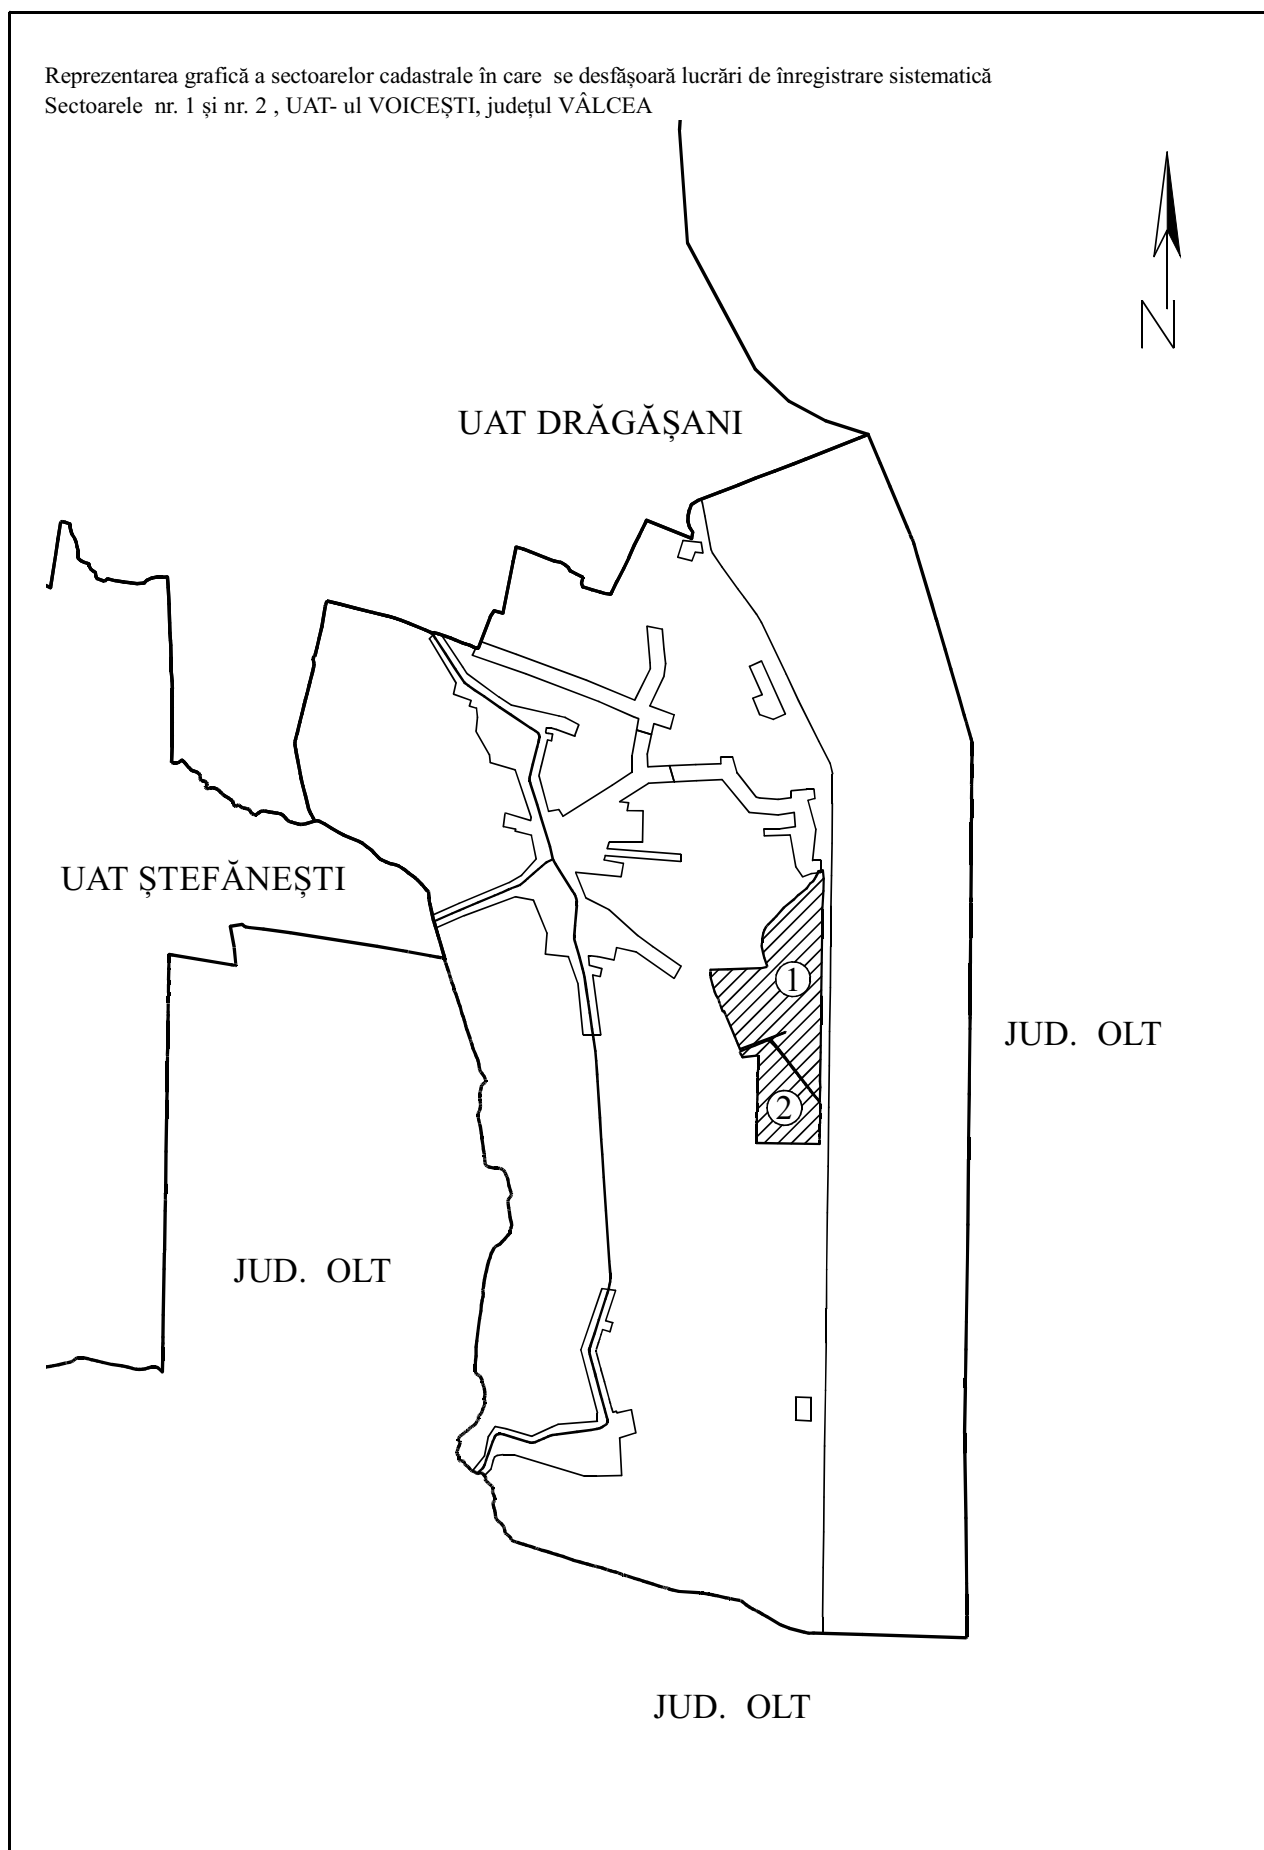 Reprezentarea grafică a sectoarelor cadastrale în care se desfășoară lucrări de înregistrare sistematică
Sectoarele nr. 1 și nr. 2 , UAT- ul VOICEȘTI, județul VÂLCEA
N
UAT DRĂGĂȘANI
UAT ȘTEFĂNEȘTI
1
JUD. OLT
2
JUD. OLT
JUD. OLT